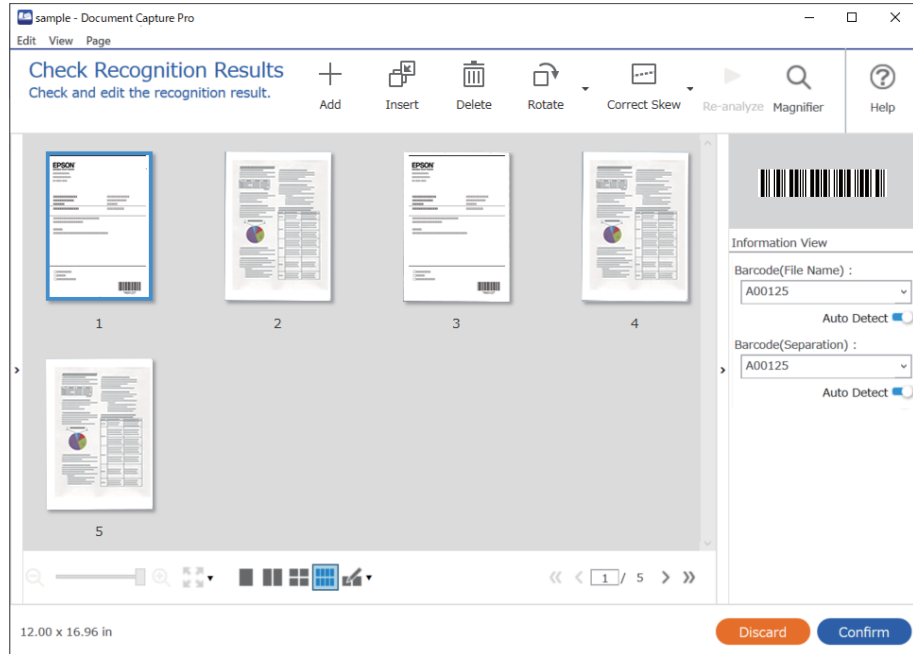 sample - Document Capture Pro
Edit View Page
Check Recognition Results
Check and edit the recognition result.
Add Insert Delete Rotate Correct Skew Re-analyze Magnifier Help
EPSON
EPSON
1 2 3 4
5
Information View
Barcode(File Name) :
A00125
Auto Detect
Barcode(Separation) :
A00125
Auto Detect
1 / 5
12.00 x 16.96 in
Discard Confirm